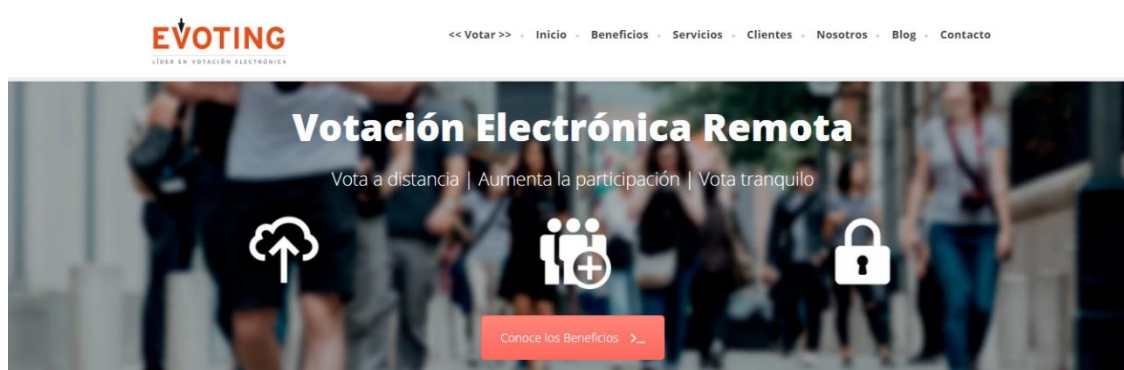 EVOTING
LÍDER EN VOTACIÓN ELECTRÓNICA
<< Votar >> Inicio Beneficios Servicios Clientes Nosotros Blog Contacto
Votación Electrónica Remota
Vota a distancia | Aumenta la participación | Vota tranquilo
Conoce los Beneficios >_